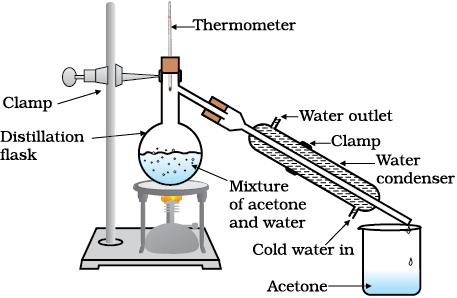 Thermometer
Clamp
Distillation
flask
Water outlet
Clamp
Water
condenser
Mixture
of acetone
and water
Cold water in
Acetone